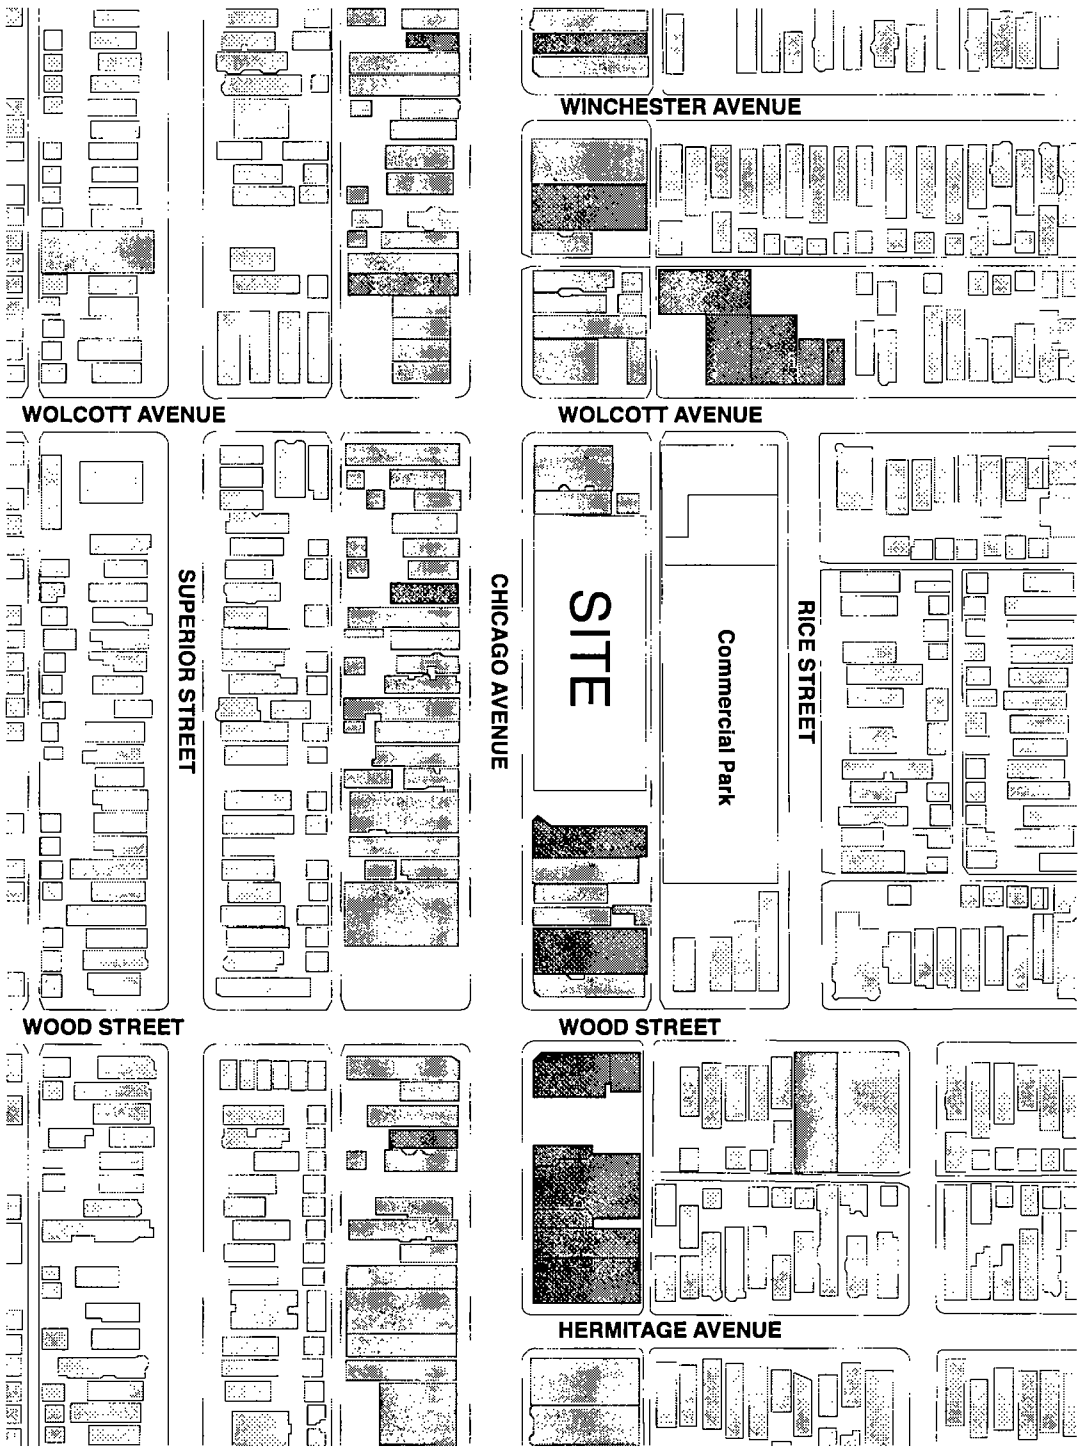 WINCHESTER AVENUE
WOLCOTT AVENUE
WOLCOTT AVENUE
SUPERIOR STREET
CHICAGO AVENUE
SITE
Commercial Park
RICE STREET
WOOD STREET
WOOD STREET
HERMITAGE AVENUE